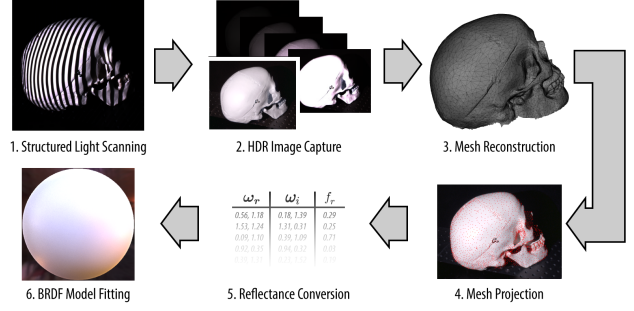 1. Structured Light Scanning
2. HDR Image Capture
3. Mesh Reconstruction
4. Mesh Projection
ω_r ω_i f_r
0.56, 1.18 0.18, 1.39 0.29
1.53, 1.24 1.31, 0.31 0.25
0.09, 1.10 0.39, 1.09 0.71
5. Reflectance Conversion
6. BRDF Model Fitting